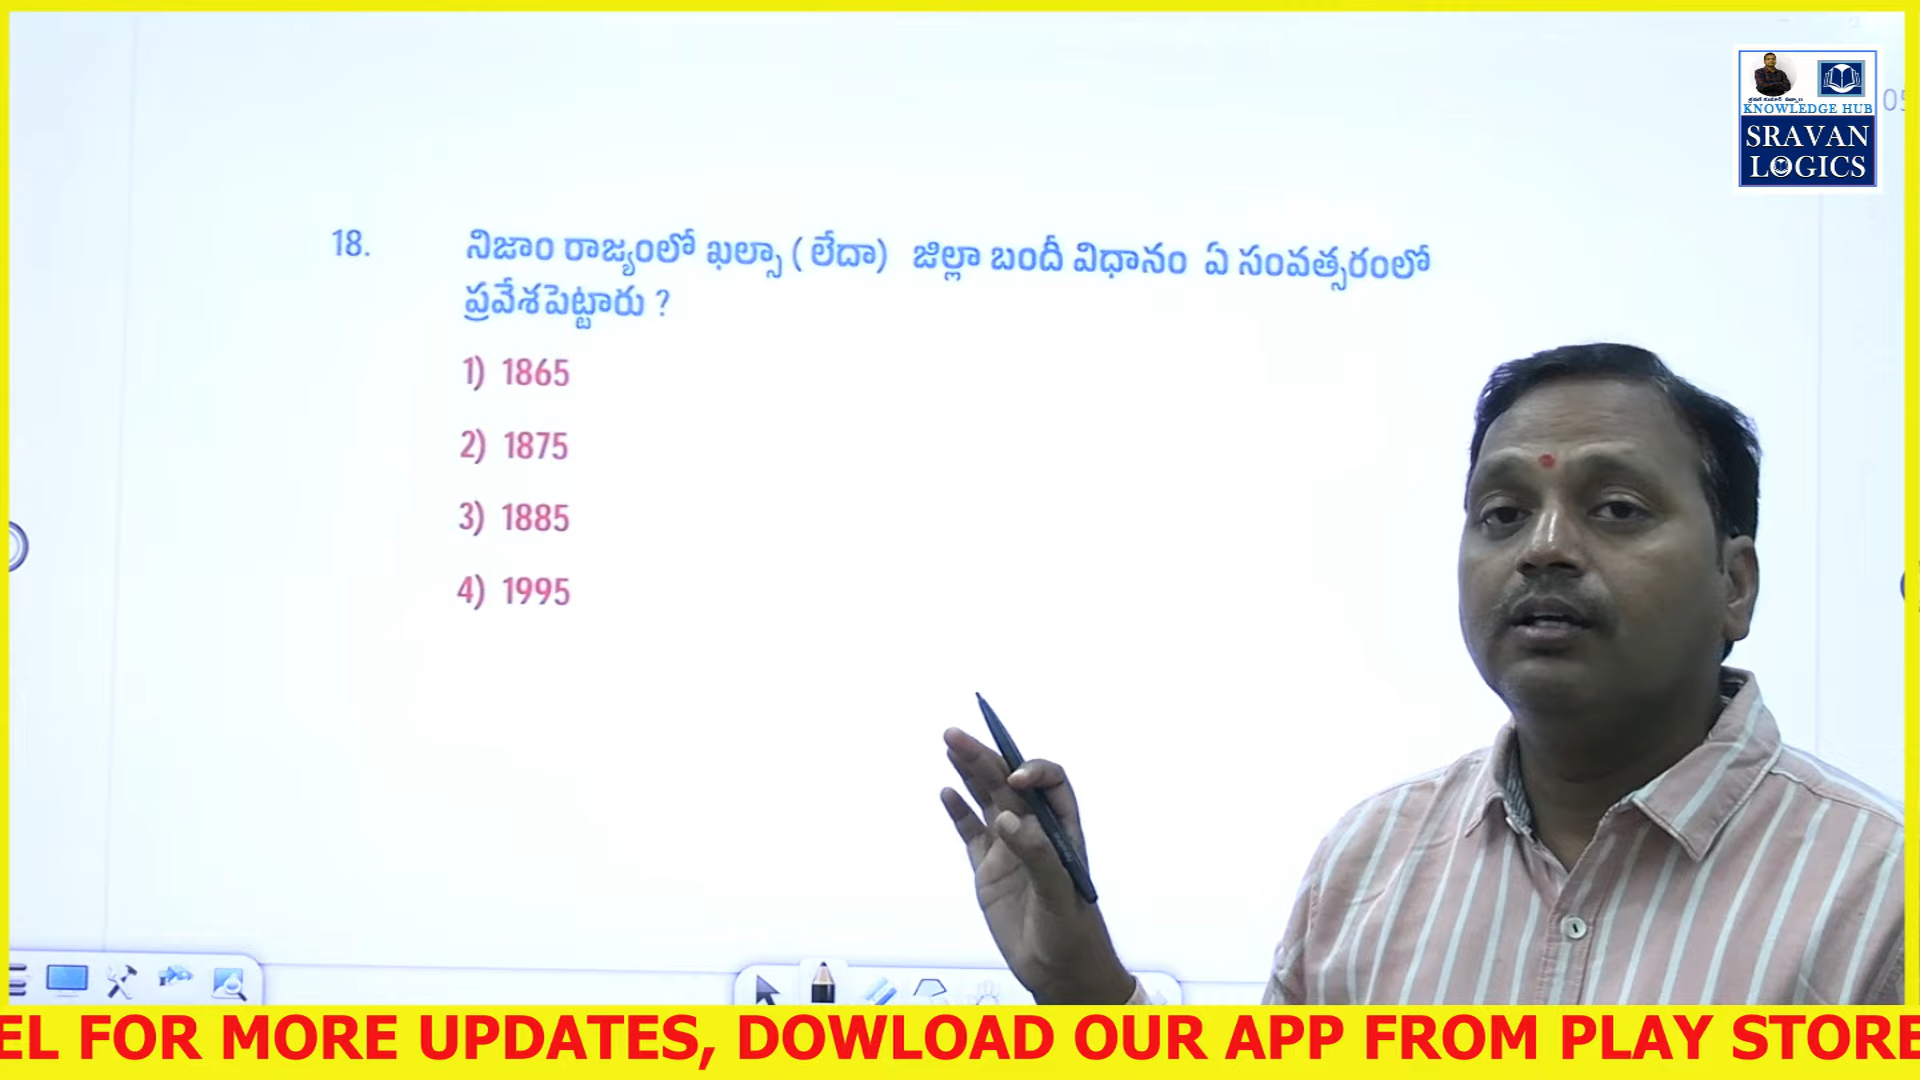 05
KNOWLEDGE HUB
SRAVAN
LOGICS
18. నిజాం రాజ్యంలో ఖల్సా ( లేదా) జిల్లా బందీ విధానం ఏ సంవత్సరంలో
ప్రవేశపెట్టారు ?
1) 1865
2) 1875
3) 1885
4) 1995
EL FOR MORE UPDATES, DOWLOAD OUR APP FROM PLAY STORE